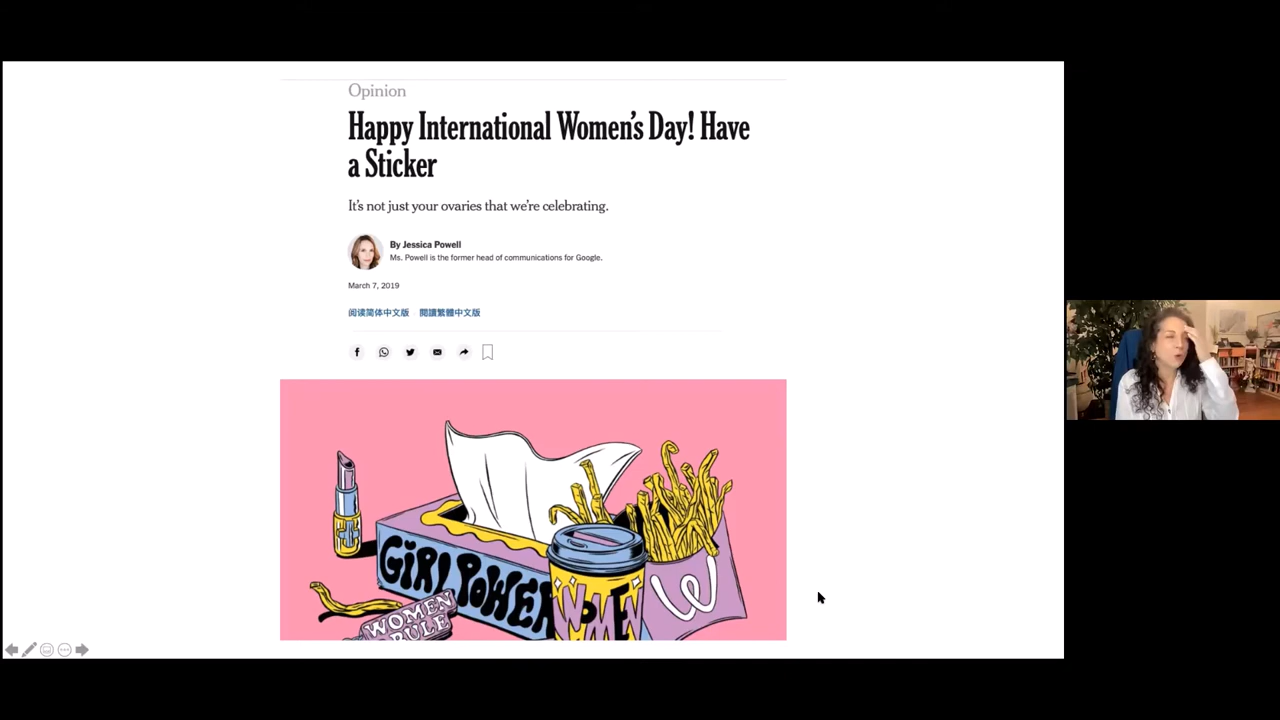 Opinion
Happy International Women's Day! Have
a Sticker
It's not just your ovaries that we're celebrating.
By Jessica Powell
Ms. Powell is the former head of communications for Google.
March 7, 2019
阅读简体中文版 閱讀繁體中文版
GiRL POWER
WOMEN
RULE
WOMEN
W